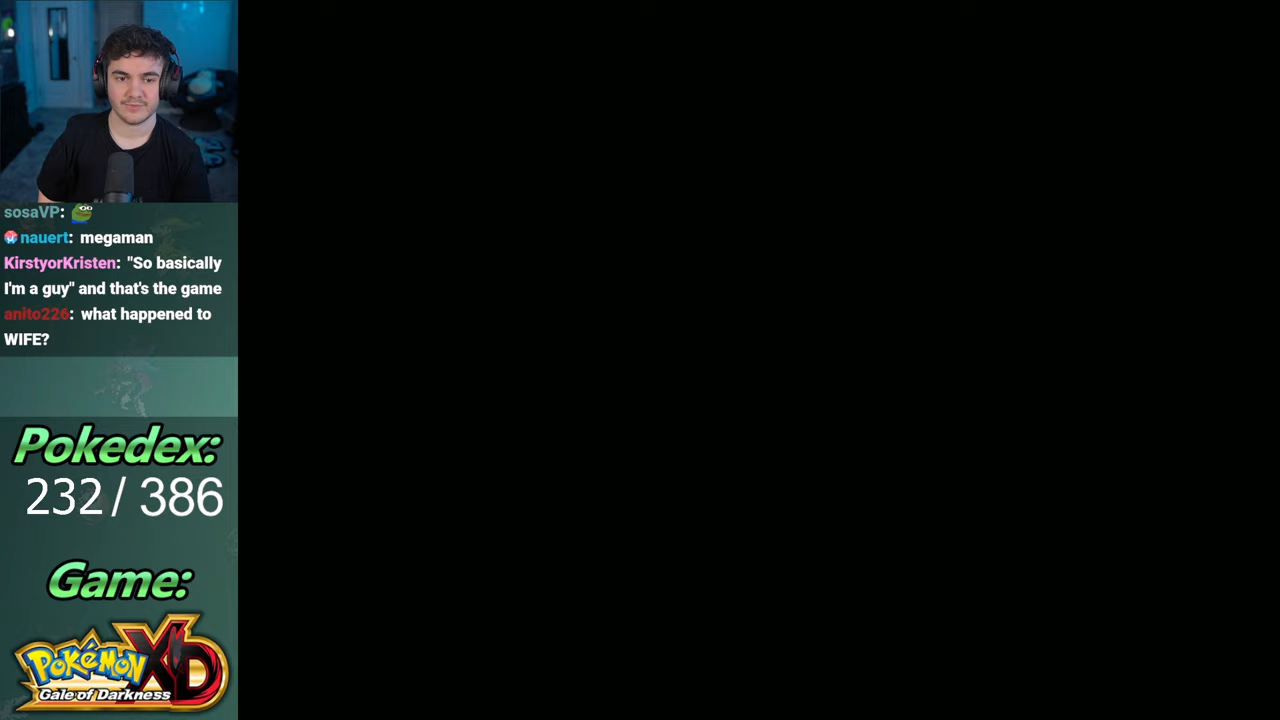 sosaVP:
nauert: megaman
KirstyorKristen: "So basically
I'm a guy" and that's the game
anito226: what happened to
WIFE?
Pokedex:
232 / 386
Game:
POKéMON XD
Gale of Darkness